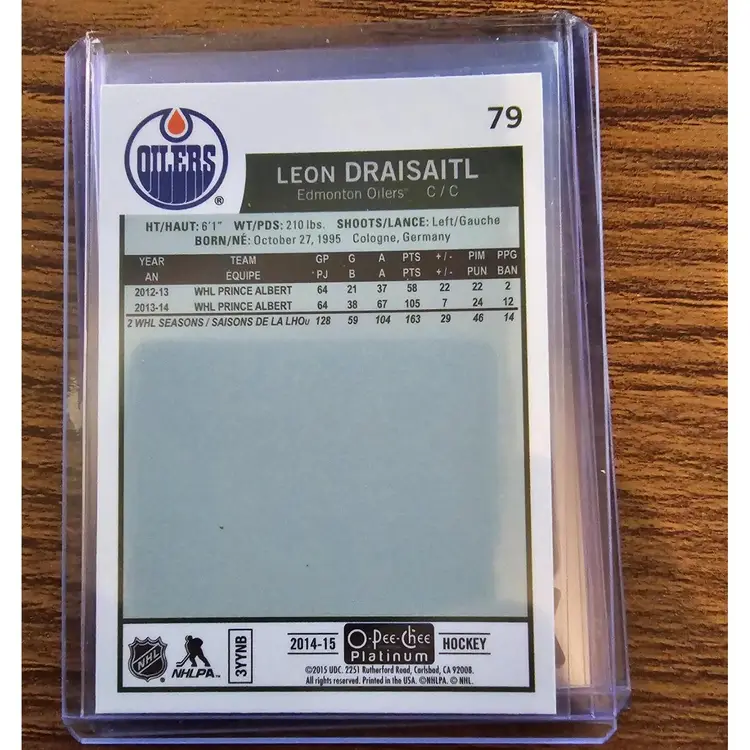 79
OILERS ®
LEON DRAISAITL
Edmonton Oilers™ C / C
HT/HAUT: 6'1" WT/PDS: 210 lbs. SHOOTS/LANCE: Left/Gauche
BORN/NÉ: October 27, 1995 Cologne, Germany
YEAR TEAM GP G A PTS +/- PIM PPG
AN EQUIPE PJ B A PTS +/- PUN BAN
2012-13 WHL PRINCE ALBERT 64 21 37 58 22 22 2
2013-14 WHL PRINCE ALBERT 64 38 67 105 7 24 12
2 WHL SEASONS / SAISONS DE LA LHOu 128 59 104 163 29 46 14
NHL NHLPA™ 3YYNB 2014-15 O-Pee-Chee Platinum HOCKEY
©2015 UDC. 2251 Rutherford Road, Carlsbad, CA 92008.
All rights reserved. Printed in the USA. ©NHLPA. © NHL.